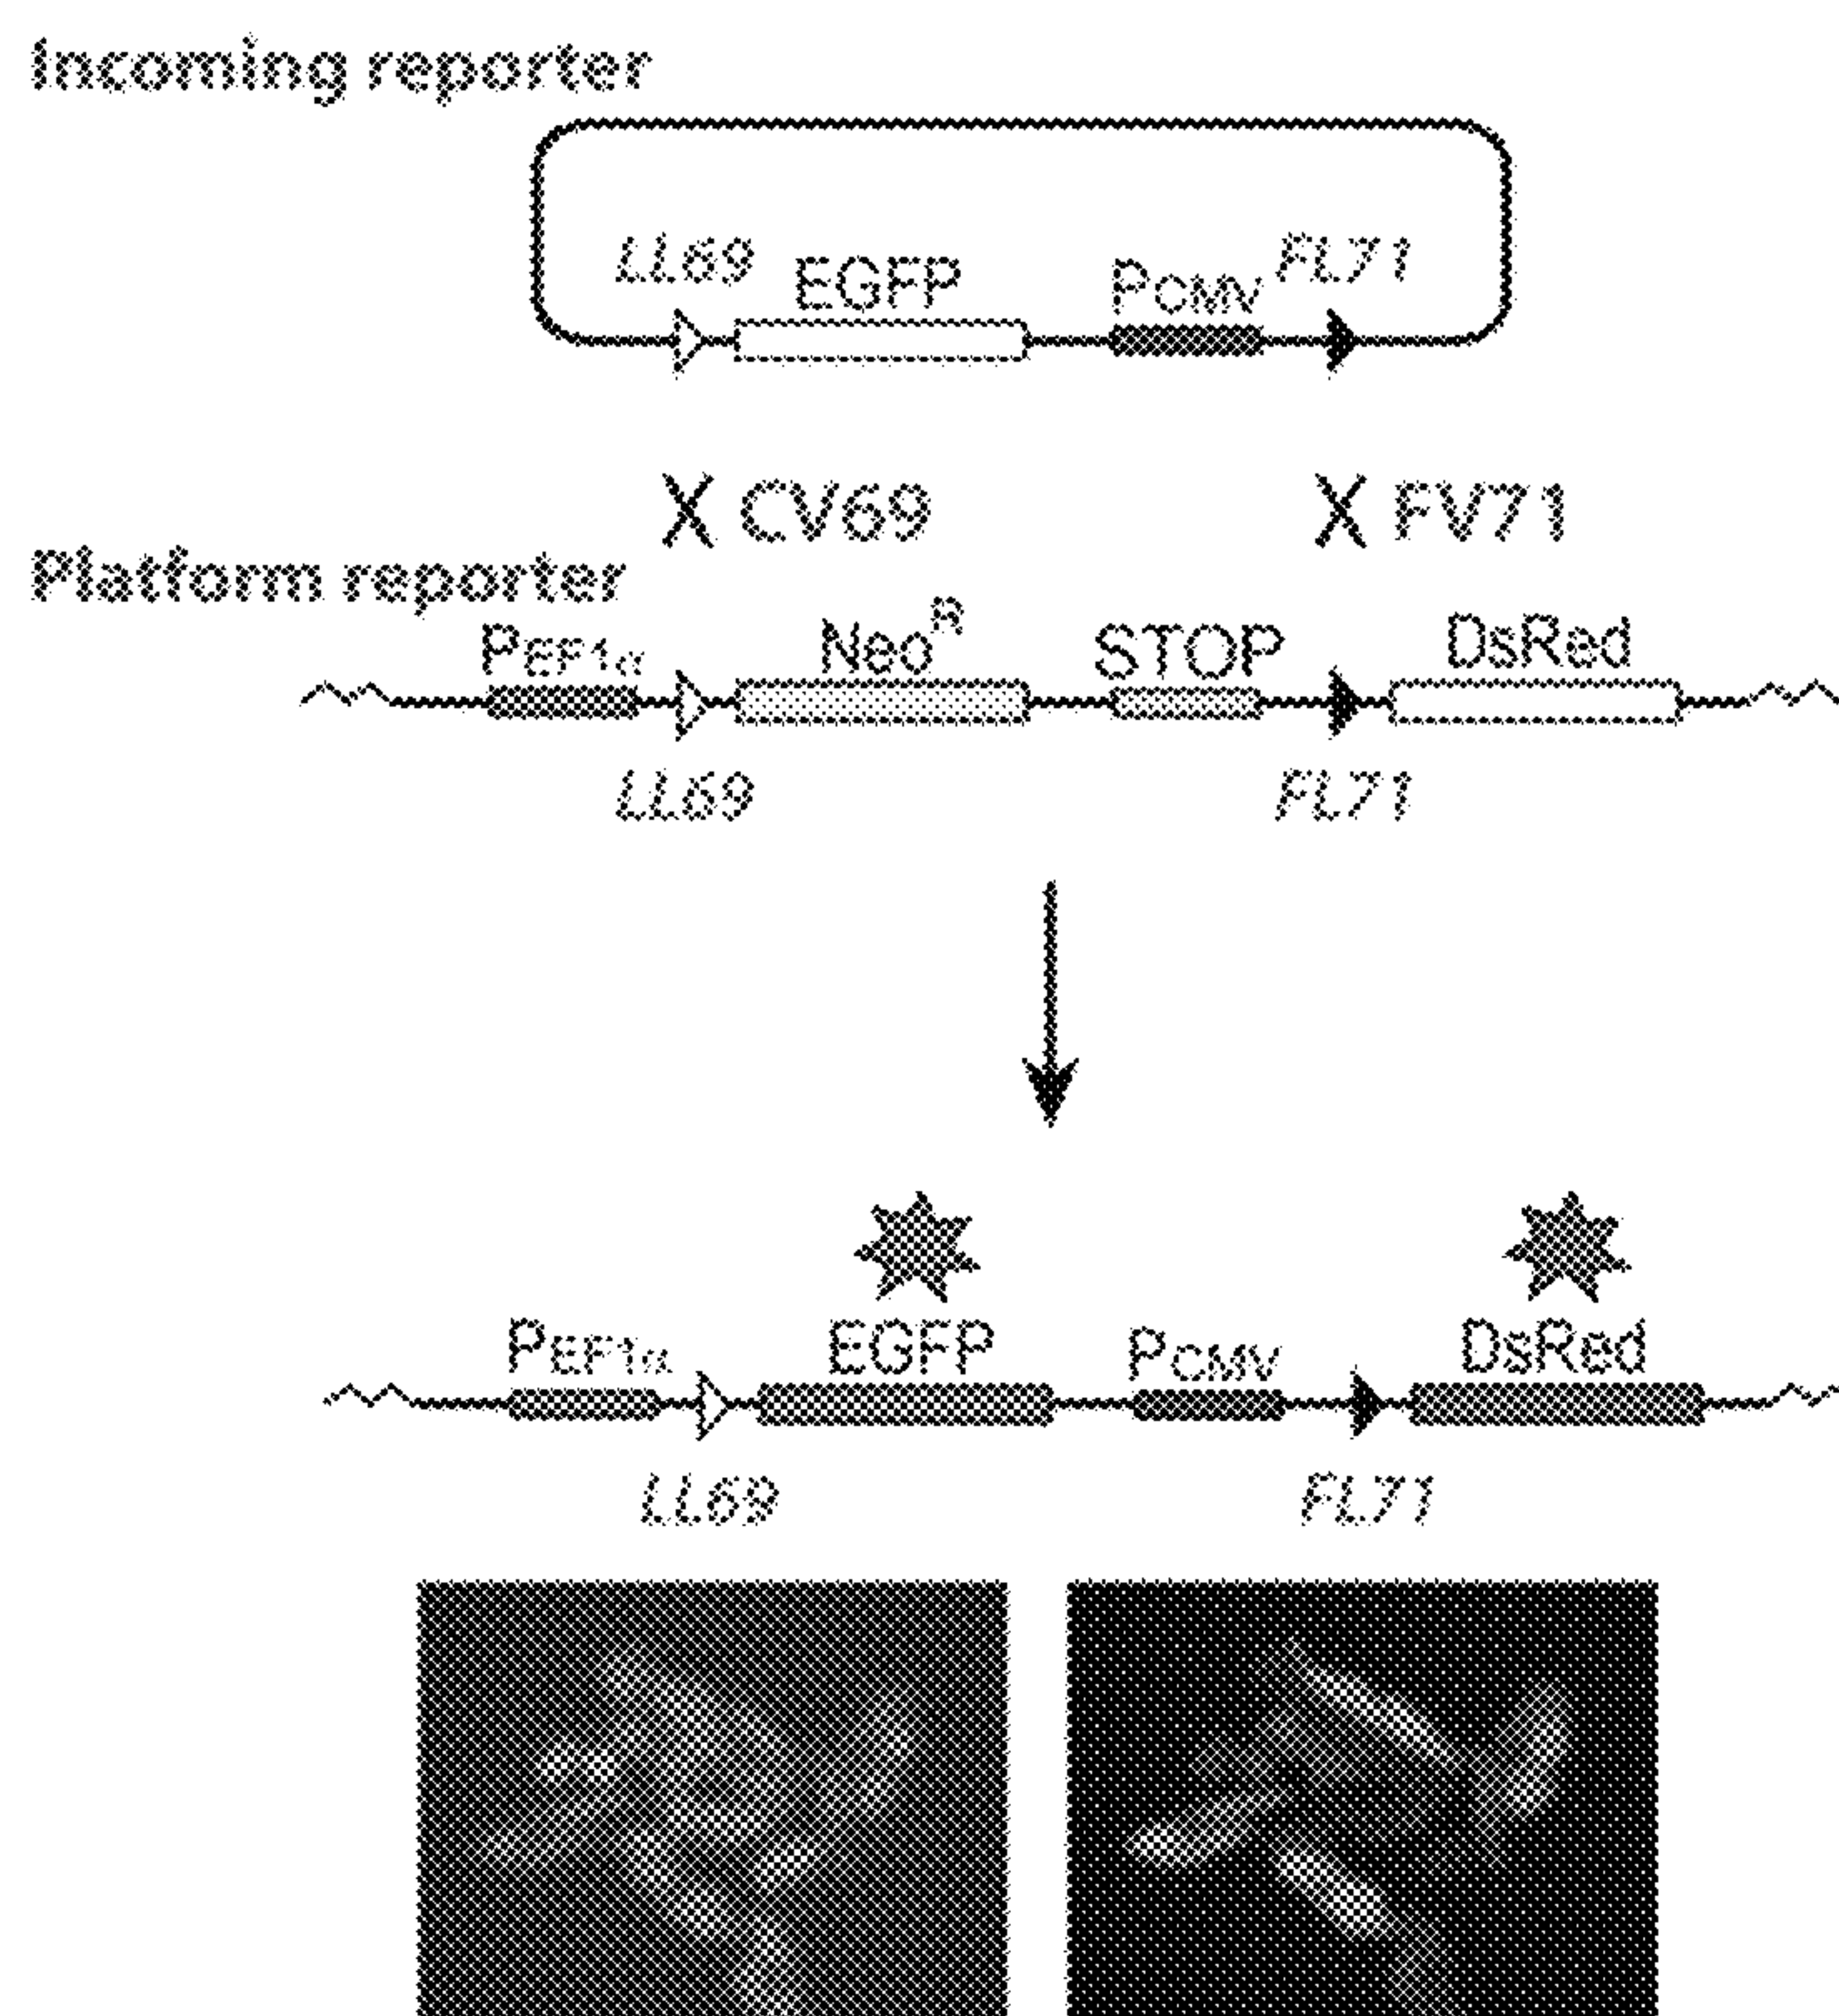 Incoming reporter
LL69 EGFP PCMV FL71
X CV69 X FV71
Platform reporter
PEF1α Neo^R STOP DsRed
LL69 FL71
EGFP DsRed
PEF1α PCMV
LL69 FL71